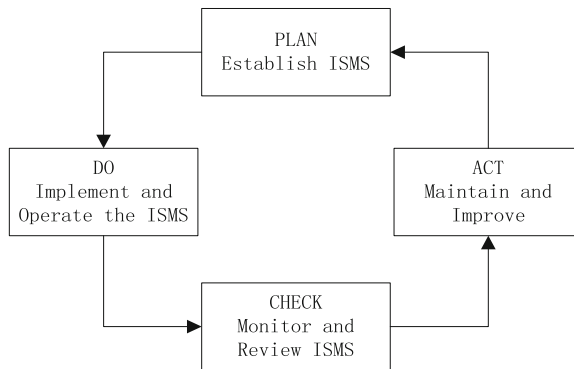 PLAN
Establish ISMS
DO
Implement and
Operate the ISMS
ACT
Maintain and
Improve
CHECK
Monitor and
Review ISMS